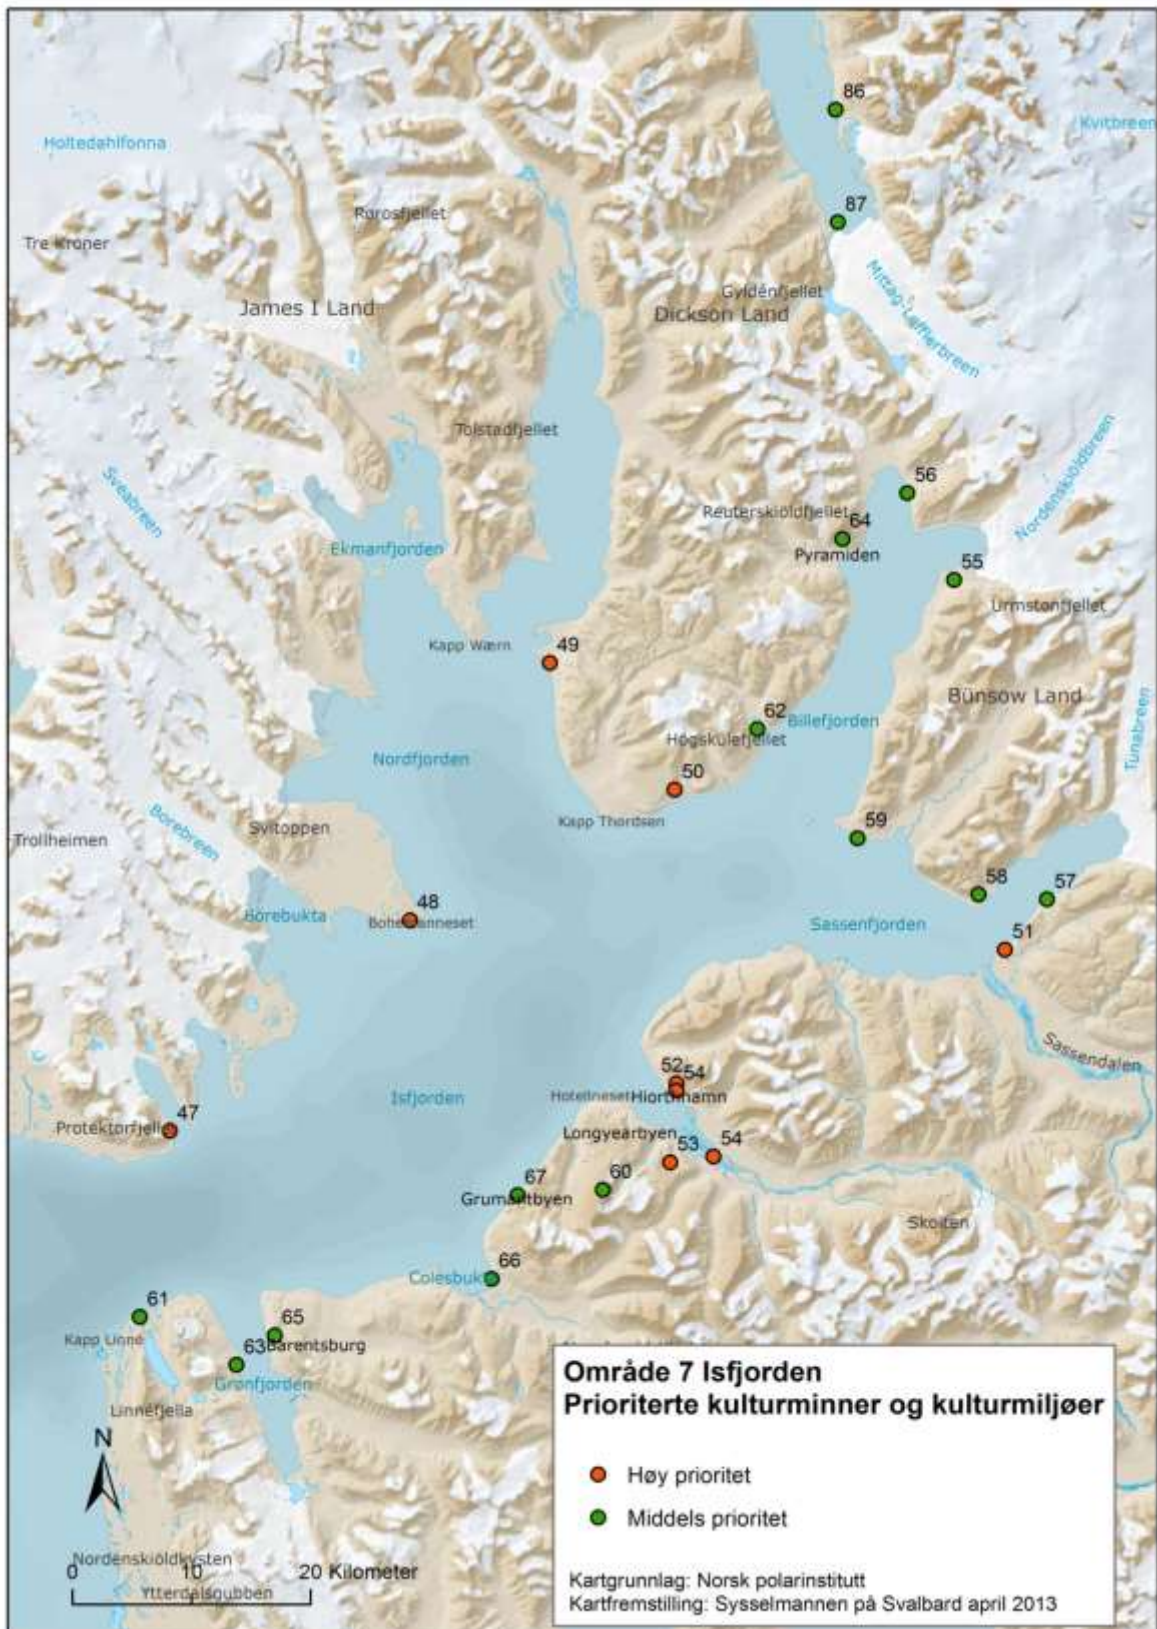 86
Holtedahlfonna
Kvitbreen
87
Rørosfjellet
Tre Kroner
Mittag-Lefflerbreen
Gyldénfjellet
James I Land
Dickson Land
Tolstadfjellet
Sveabreen
Nordenskiöldbreen
56
Reuterskiöldfjellet
64
Ekmanfjorden
Pyramiden
55
Urmstonfjellet
Kapp Wærn
49
Bünsow Land
62
Billefjorden
Høgskulefjellet
Tunabreen
Nordfjorden
50
Kapp Thordsen
Borebreen
Svitoppen
Trollheimen
59
58
57
48
Borebukta
Bohemanneset
Sassenfjorden
51
Sassendalen
52
54
Isfjorden
Hotellneset
Hiorthhamn
47
Protektorfjellet
Longyearbyen
53
54
67
60
Grumantbyen
Skolten
66
Colesbukta
61
65
Kapp Linné
Barentsburg
63
Grønfjorden
Linnéfjella
N
Område 7 Isfjorden
Prioriterte kulturminner og kulturmiljøer
Høy prioritet
Middels prioritet
Kartgrunnlag: Norsk polarinstitutt
Kartfremstilling: Sysselmannen på Svalbard april 2013
Nordenskiöldkysten
0 10 20 Kilometer
Ytterdalsgubben